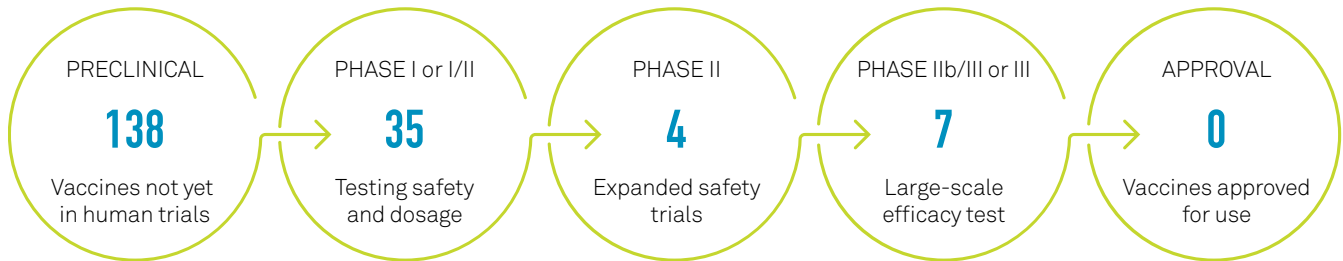 PRECLINICAL
138
Vaccines not yet
in human trials
PHASE I or I/II
35
Testing safety
and dosage
PHASE II
4
Expanded safety
trials
PHASE IIb/III or III
7
Large-scale
efficacy test
APPROVAL
0
Vaccines approved
for use